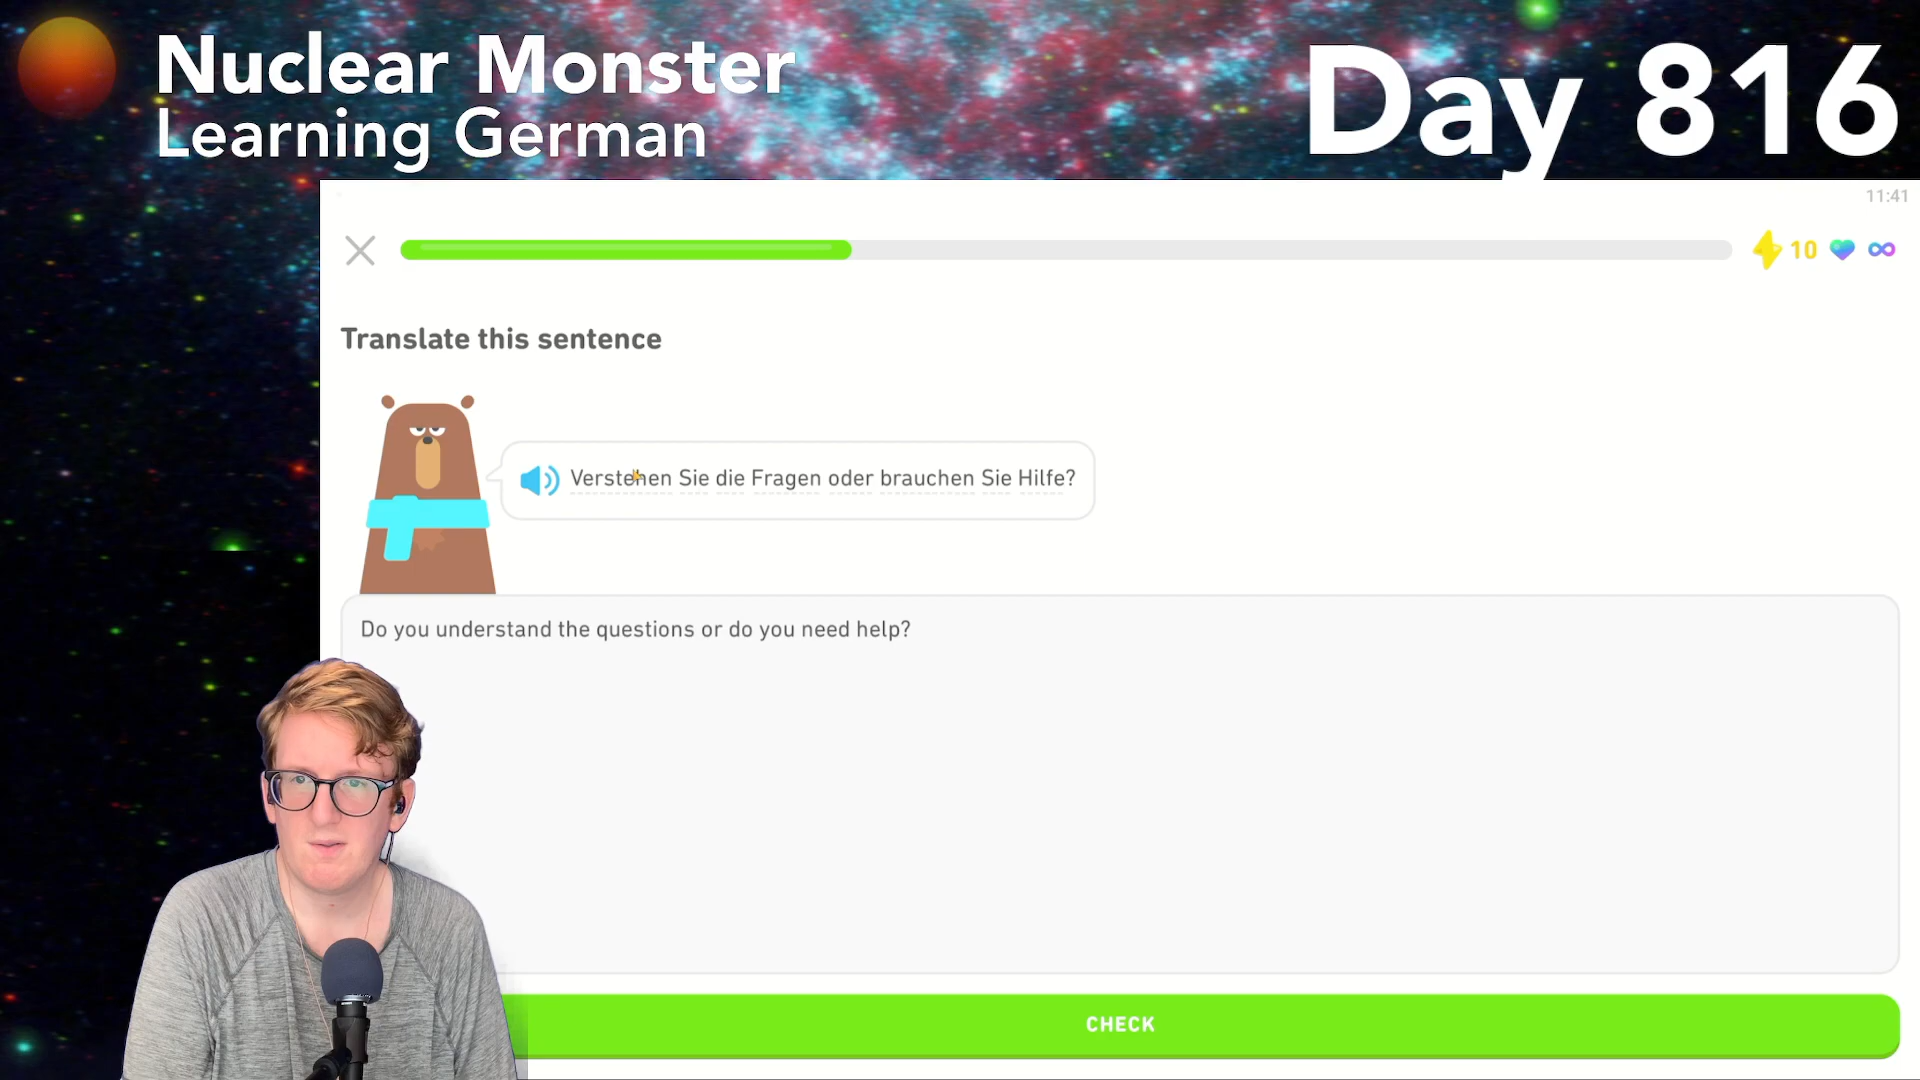 Nuclear Monster
Learning German
Day 816
11:41
10
Translate this sentence
Verstehen Sie die Fragen oder brauchen Sie Hilfe?
Do you understand the questions or do you need help?
CHECK